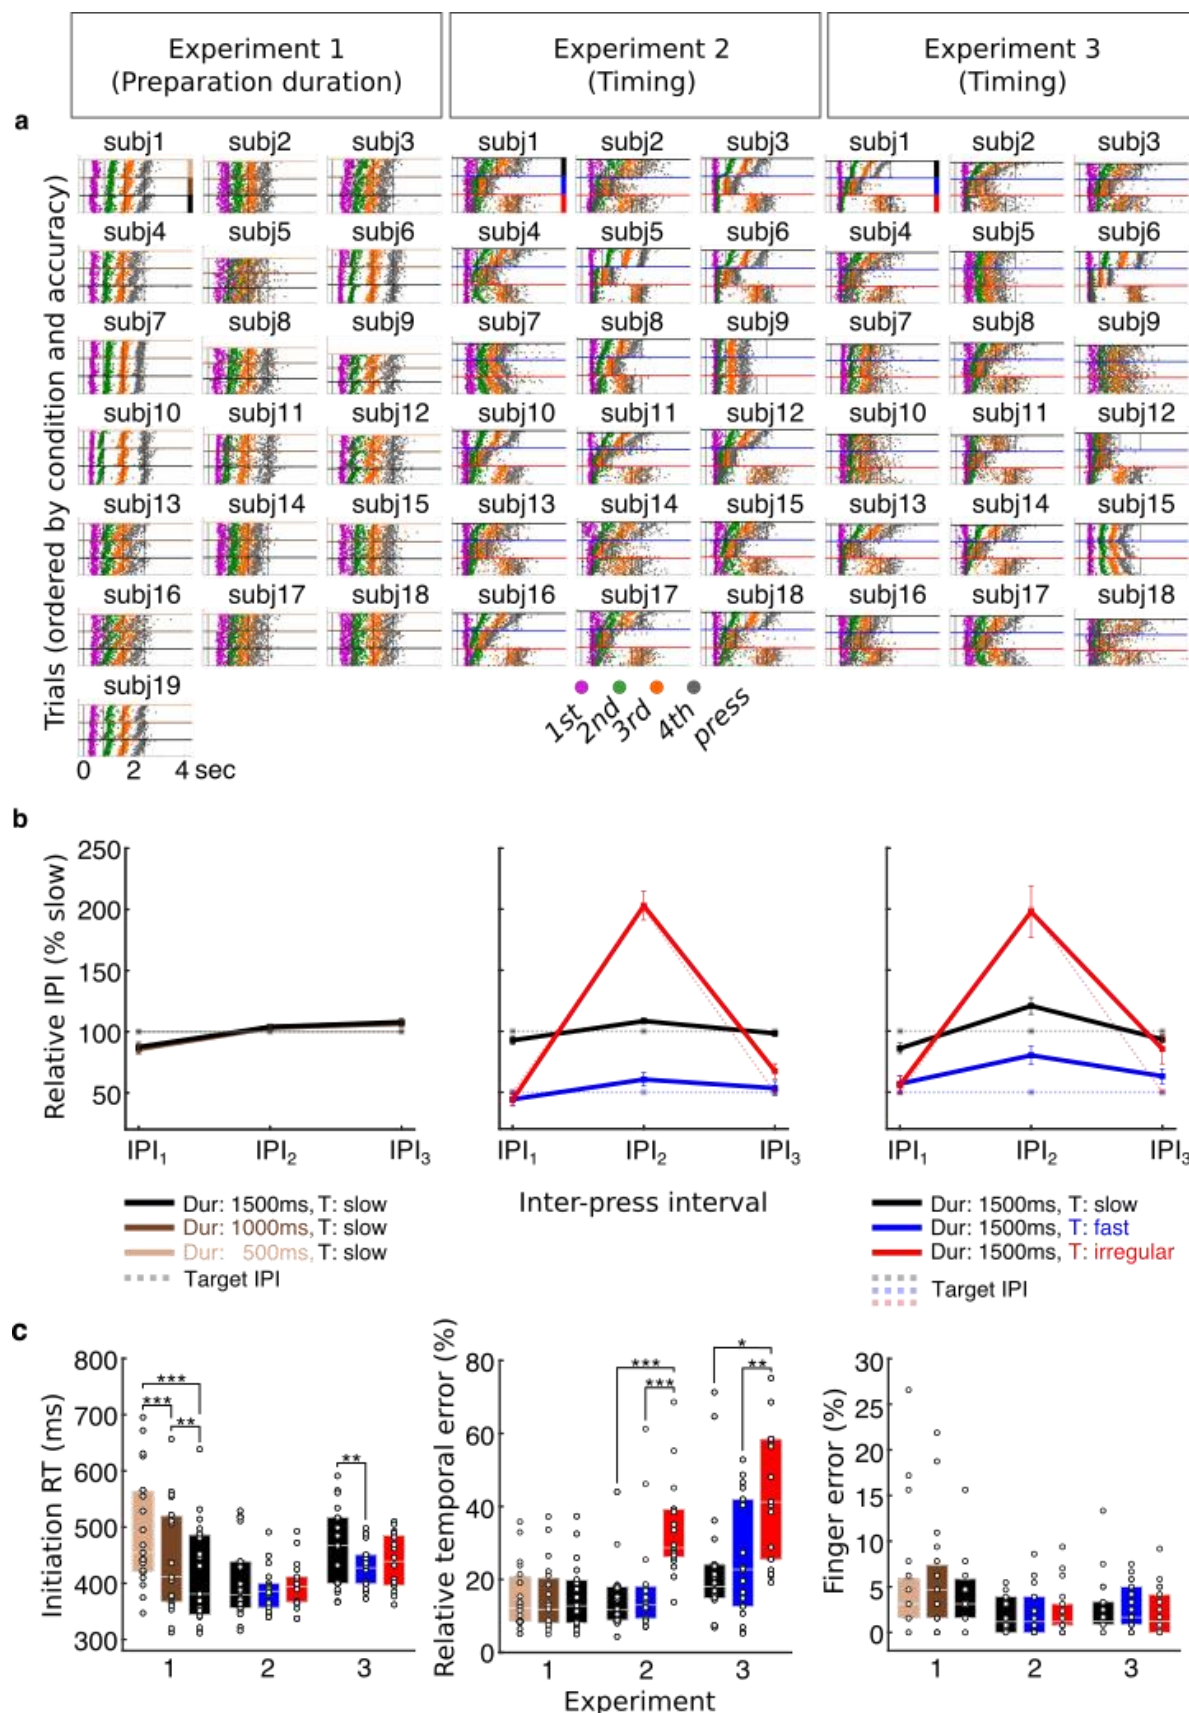 Experiment 1
(Preparation duration)
Experiment 2
(Timing)
Experiment 3
(Timing)
a
Trials (ordered by condition and accuracy)
subj1 subj2 subj3 subj1 subj2 subj3 subj1 subj2 subj3
subj4 subj5 subj6 subj4 subj5 subj6 subj4 subj5 subj6
subj7 subj8 subj9 subj7 subj8 subj9 subj7 subj8 subj9
subj10 subj11 subj12 subj10 subj11 subj12 subj10 subj11 subj12
subj13 subj14 subj15 subj13 subj14 subj15 subj13 subj14 subj15
subj16 subj17 subj18 subj16 subj17 subj18 subj16 subj17 subj18
subj19
0 2 4 sec
1st 2nd 3rd 4th press
b
Relative IPI (% slow)
250
200
150
100
50
IPI₁ IPI₂ IPI₃ IPI₁ IPI₂ IPI₃ IPI₁ IPI₂ IPI₃
Inter-press interval
Dur: 1500ms, T: slow
Dur: 1000ms, T: slow
Dur: 500ms, T: slow
Target IPI
Dur: 1500ms, T: slow
Dur: 1500ms, T: fast
Dur: 1500ms, T: irregular
Target IPI
c
Initiation RT (ms)
800
700
600
500
400
300
***
***
**
**
1 2 3
Relative temporal error (%)
80
60
40
20
0
***
***
*
**
1 2 3
Experiment
Finger error (%)
30
25
20
15
10
5
0
1 2 3